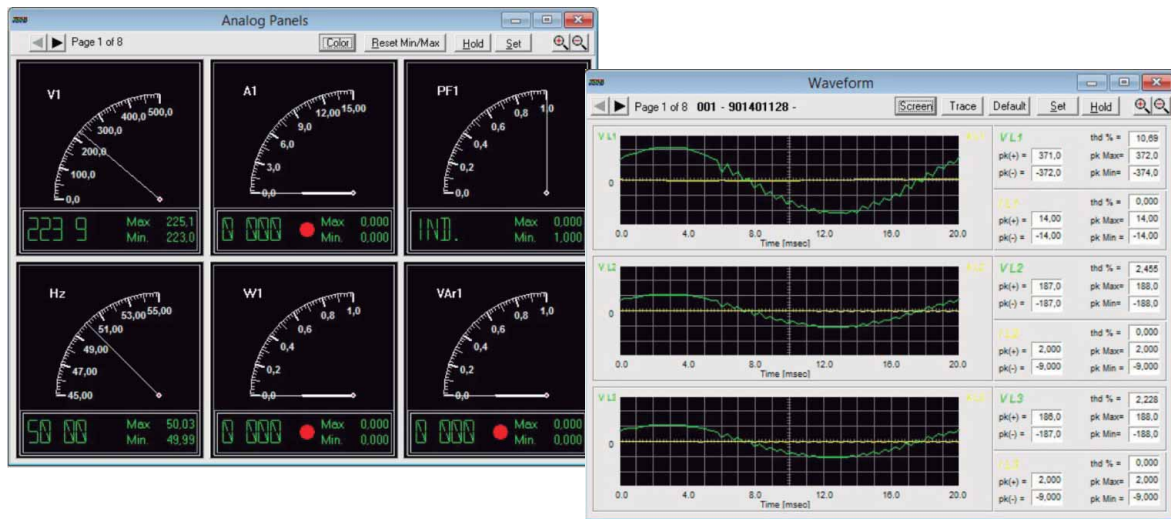 Analog Panels
Page 1 of 8 Color Reset Min/Max Hold Set
V1
0,0 100,0 200,0 300,0 400,0 500,0
223 9 Max 225,1
Min. 223,0
A1
0,0 3,0 6,0 9,0 12,00 15,00
0 000 Max 0,000
Min. 0,000
PF1
0,0 0,2 0,4 0,6 0,8 1,0
IND. Max 0,000
Min. 1,000
Hz
45,00 47,00 49,00 51,00 53,00 55,00
50 00 Max 50,03
Min. 49,99
W1
0,0 0,2 0,4 0,6 0,8 1,0
0 000 Max 0,000
Min. 0,000
VAr1
0,0 0,2 0,4 0,6 0,8 1,0
0 000 Max 0,000
Min. 0,000
Waveform
Page 1 of 8 001 - 901401128 - Screen Trace Default Set Hold
V L1
0
0.0 4.0 8.0 12.0 16.0 20.0
Time [msec]
V L1 thd % = 10,69
pk(+) = 371,0 pk Max= 372,0
pk(-) = -372,0 pk Min= -374,0
thd % = 0,000
pk(+) = 14,00 pk Max= 14,00
pk(-) = -14,00 pk Min = -14,00
V L2
0
0.0 4.0 8.0 12.0 16.0 20.0
Time [msec]
V L2 thd % = 2,455
pk(+) = 187,0 pk Max= 188,0
pk(-) = -187,0 pk Min= -188,0
thd % = 0,000
pk(+) = 2,000 pk Max= 2,000
pk(-) = -9,000 pk Min = -9,000
V L3
0
0.0 4.0 8.0 12.0 16.0 20.0
Time [msec]
V L3 thd % = 2,228
pk(+) = 186,0 pk Max= 188,0
pk(-) = -187,0 pk Min= -188,0
thd % = 0,000
pk(+) = 2,000 pk Max= 2,000
pk(-) = -9,000 pk Min = -9,000